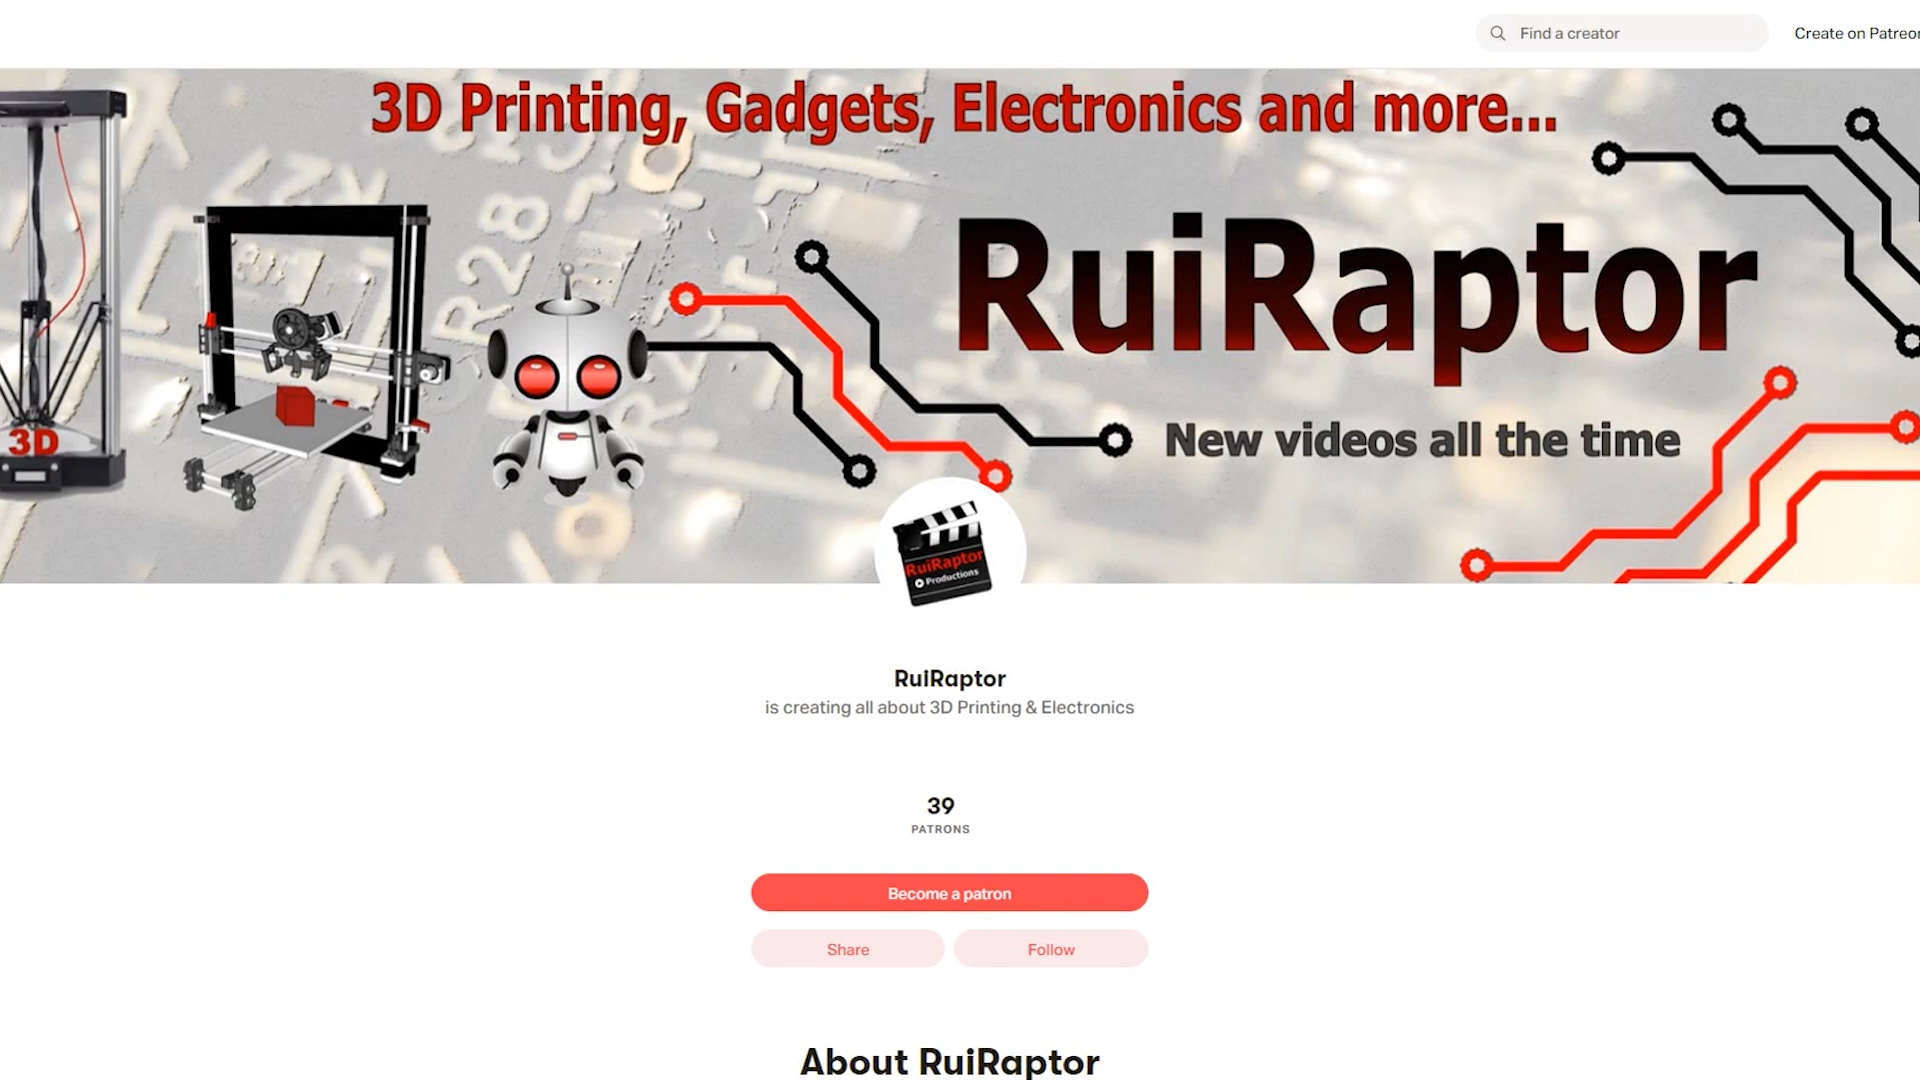 Find a creator
Create on Patreon
3D Printing, Gadgets, Electronics and more...
R28
RuiRaptor
3D
New videos all the time
RuiRaptor
Productions
RuiRaptor
is creating all about 3D Printing & Electronics
39
PATRONS
Become a patron
Share
Follow
About RuiRaptor